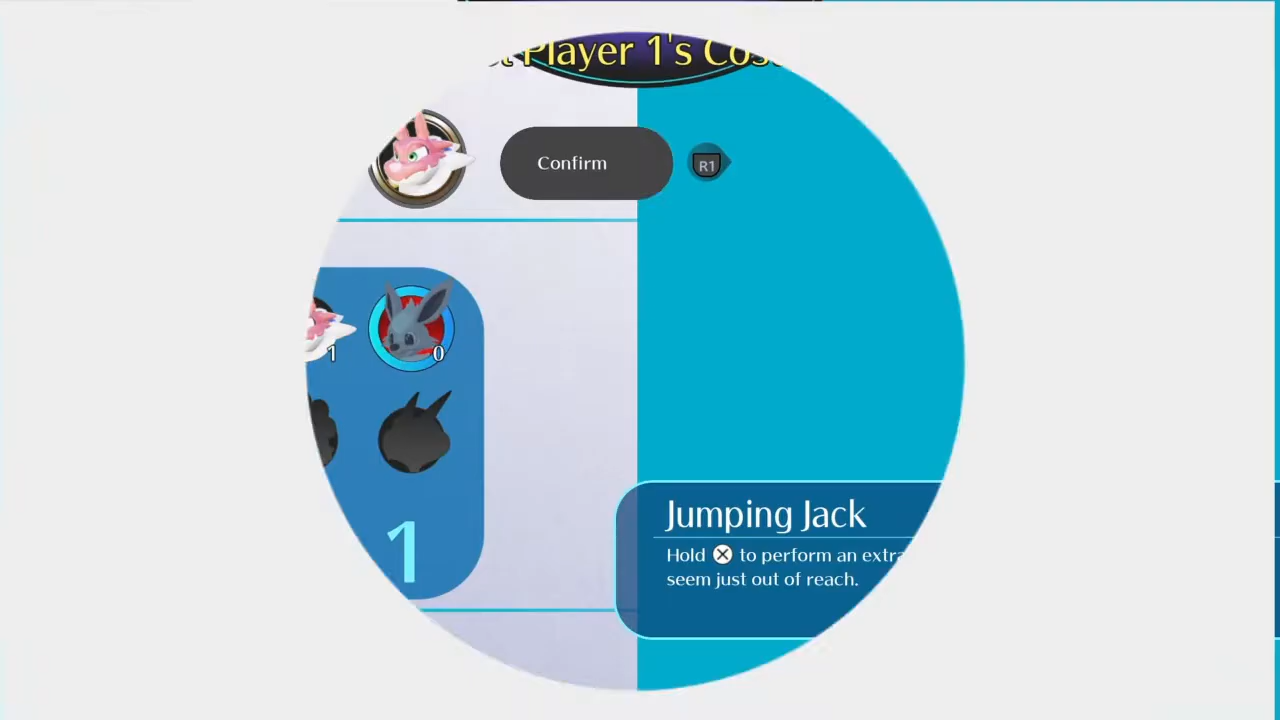 Player 1's
Confirm
R1
1
0
1
Jumping Jack
Hold ⓧ to perform an extra
seem just out of reach.